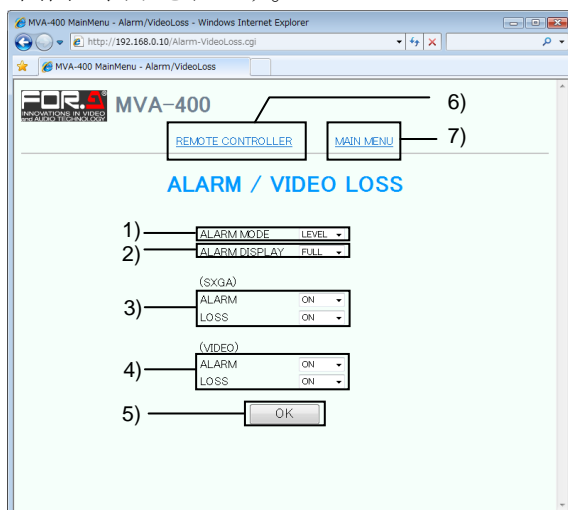 MVA-400 MainMenu - Alarm/VideoLoss - Windows Internet Explorer
http://192.168.0.10/Alarm-VideoLoss.cgi
MVA-400 MainMenu - Alarm/VideoLoss
FOR.A
INNOVATIONS IN VIDEO
and AUDIO TECHNOLOGY
MVA-400
6)
REMOTE CONTROLLER
MAIN MENU
7)
ALARM / VIDEO LOSS
1)
ALARM MODE LEVEL
2)
ALARM DISPLAY FULL
(SXGA)
3)
ALARM ON
LOSS ON
(VIDEO)
4)
ALARM ON
LOSS ON
5)
OK